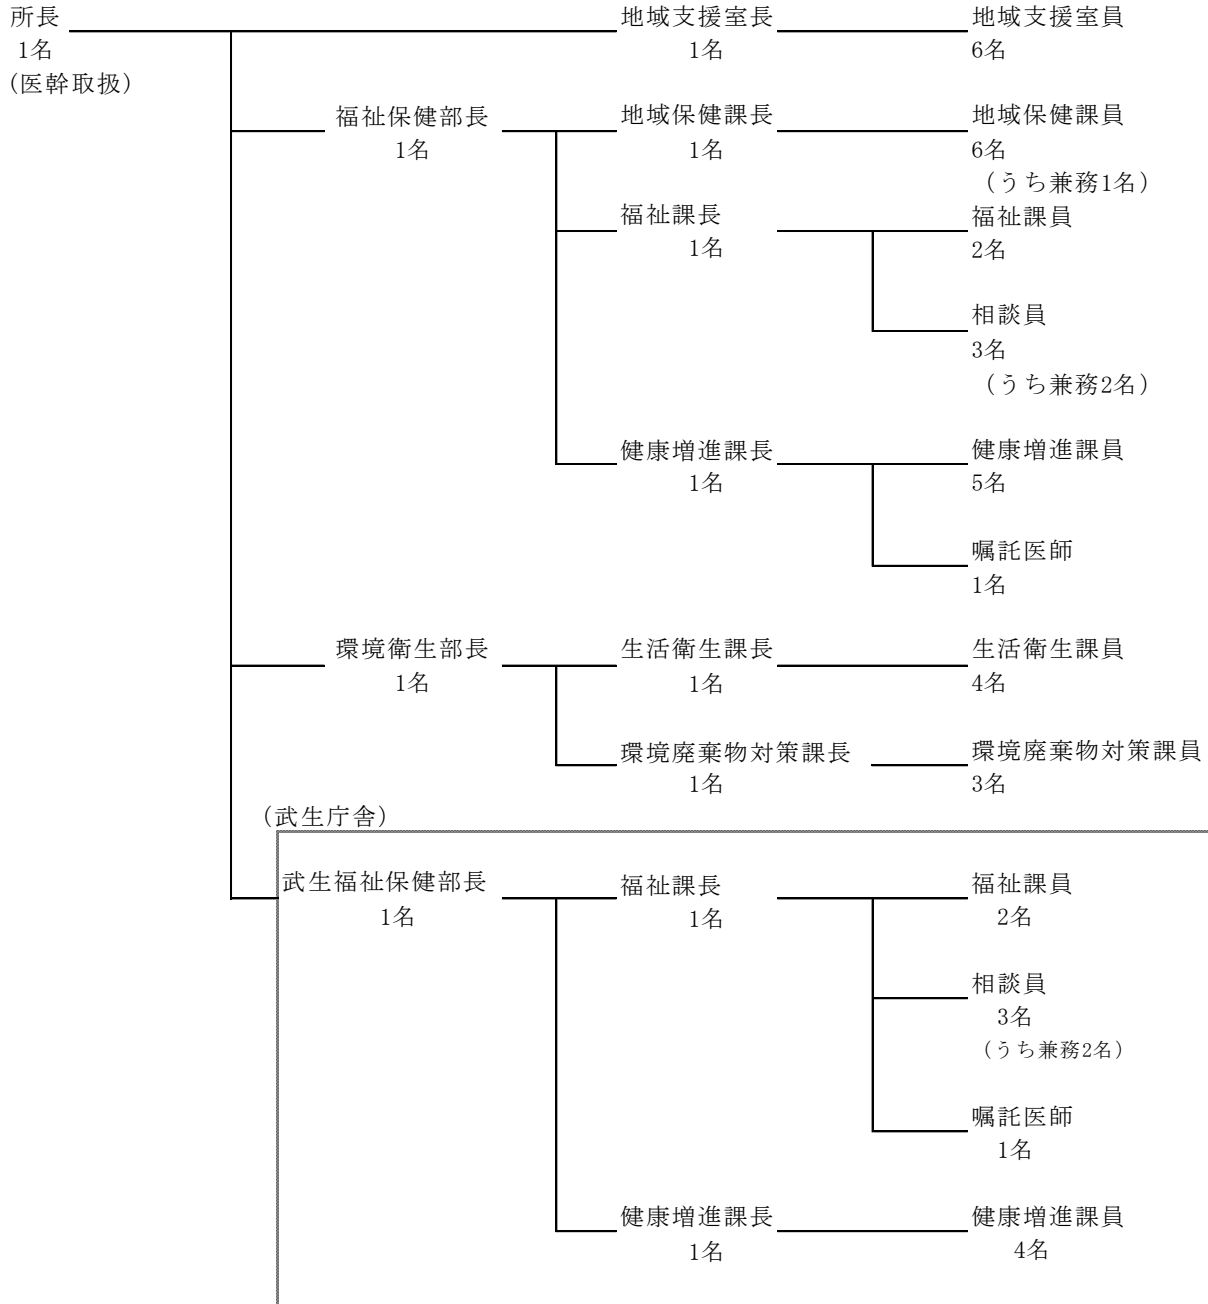 所長
1名
(医幹取扱)
地域支援室長
1名
地域支援室員
6名
福祉保健部長
1名
地域保健課長
1名
地域保健課員
6名
(うち兼務1名)
福祉課長
1名
福祉課員
2名
相談員
3名
(うち兼務2名)
健康増進課長
1名
健康増進課員
5名
嘱託医師
1名
環境衛生部長
1名
生活衛生課長
1名
生活衛生課員
4名
環境廃棄物対策課長
1名
環境廃棄物対策課員
3名
(武生庁舎)
武生福祉保健部長
1名
福祉課長
1名
福祉課員
2名
相談員
3名
(うち兼務2名)
嘱託医師
1名
健康増進課長
1名
健康増進課員
4名